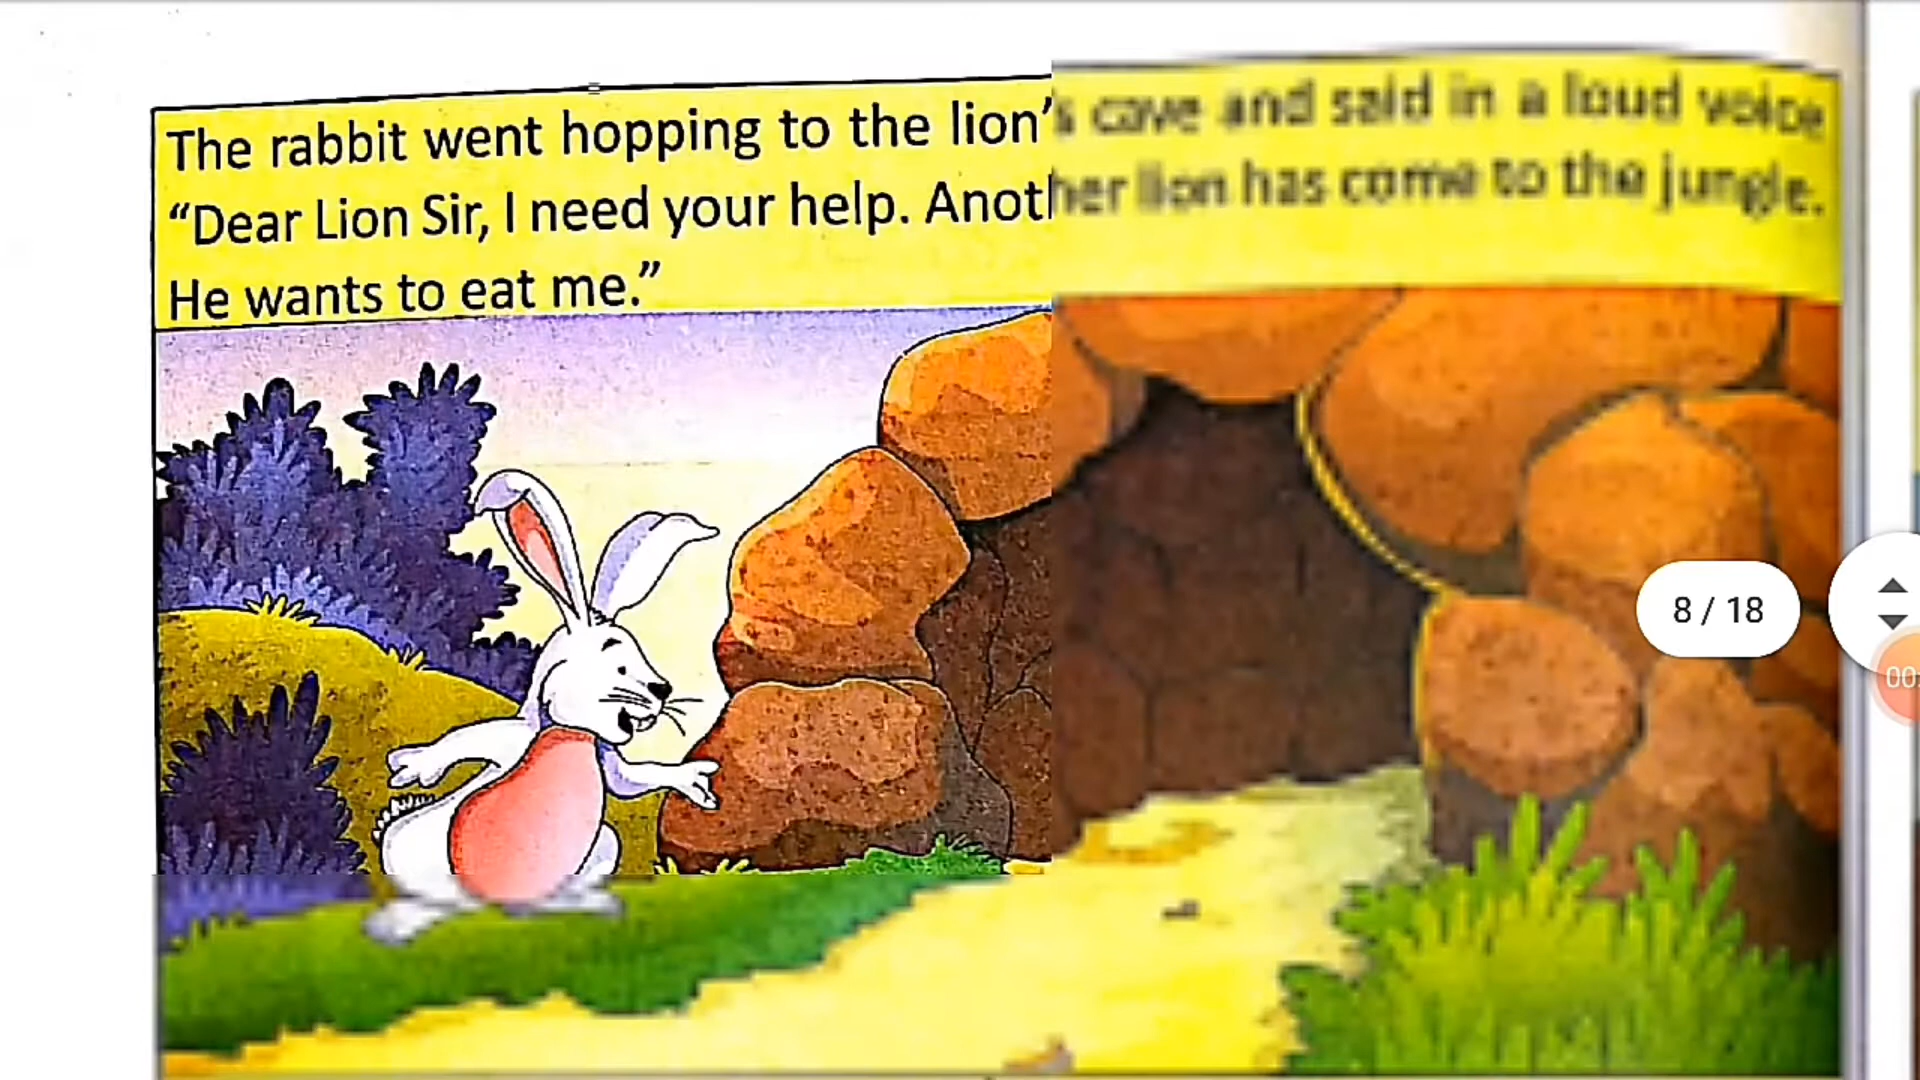 The rabbit went hopping to the lion's cave and said in a loud voice
“Dear Lion Sir, I need your help. Another lion has come to the jungle.
He wants to eat me.”
8 / 18
00